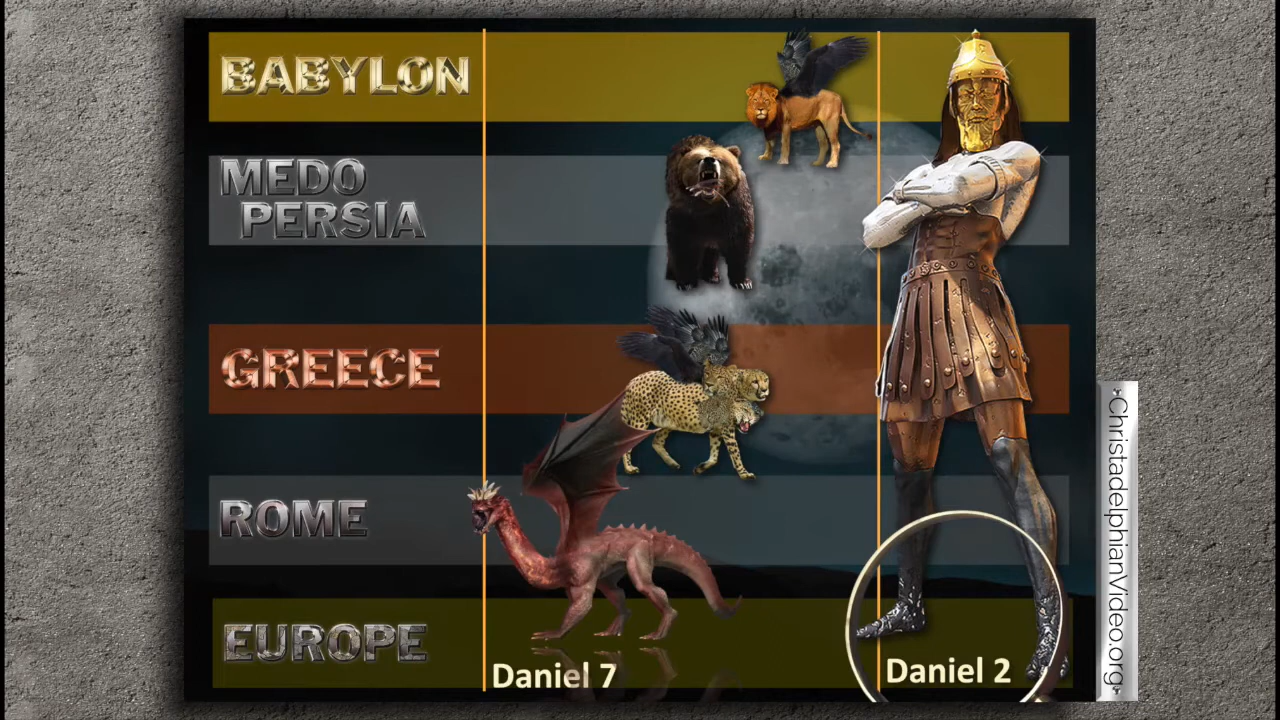 BABYLON
MEDO
PERSIA
GREECE
ROME
EUROPE
Daniel 7
Daniel 2
ChristadelphianVideo.org